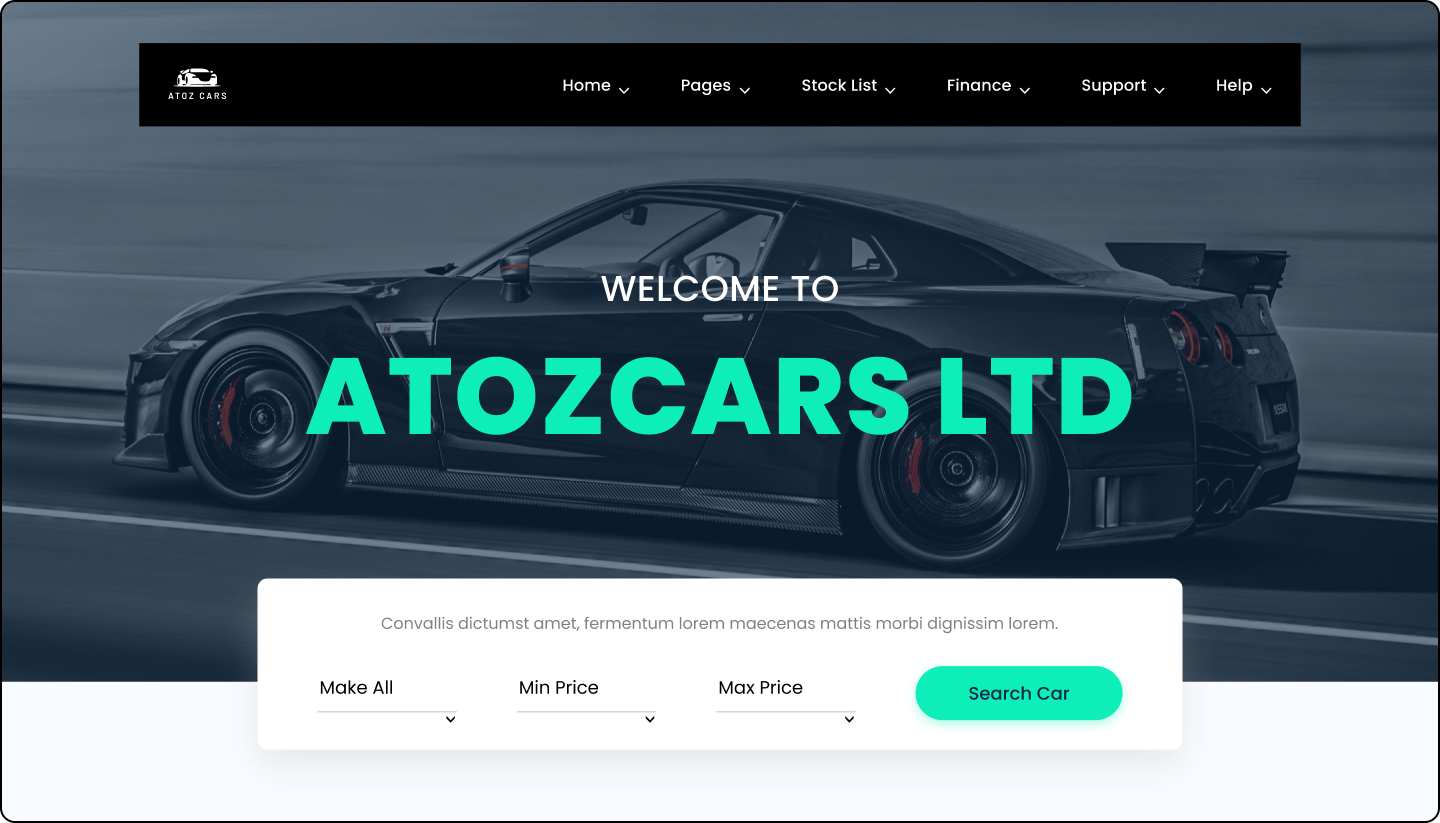 ATOZ CARS
Home Pages Stock List Finance Support Help
WELCOME TO
ATOZCARS LTD
NISSAN
Convallis dictumst amet, fermentum lorem maecenas mattis morbi dignissim lorem.
Make All Min Price Max Price Search Car